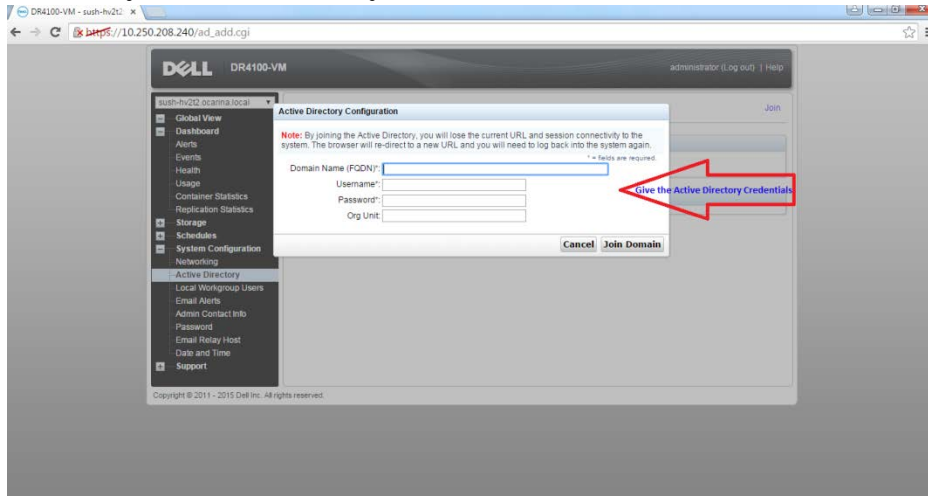 DR4100-VM - sush-hv2t2
https://10.250.208.240/ad_add.cgi
DELL DR4100-VM
administrator (Log out) | Help
sush-hv2t2.ocarina.local
Join
Global View
Dashboard
Alerts
Events
Health
Usage
Container Statistics
Replication Statistics
Storage
Schedules
System Configuration
Networking
Active Directory
Local Workgroup Users
Email Alerts
Admin Contact Info
Password
Email Relay Host
Date and Time
Support
Active Directory Configuration
Note: By joining the Active Directory, you will lose the current URL and session connectivity to the
system. The browser will re-direct to a new URL and you will need to log back into the system again.
* = fields are required.
Domain Name (FQDN)*:
Username*:
Password*:
Org Unit:
Cancel Join Domain
Give the Active Directory Credentials
Copyright © 2011 - 2015 Dell Inc. All rights reserved.